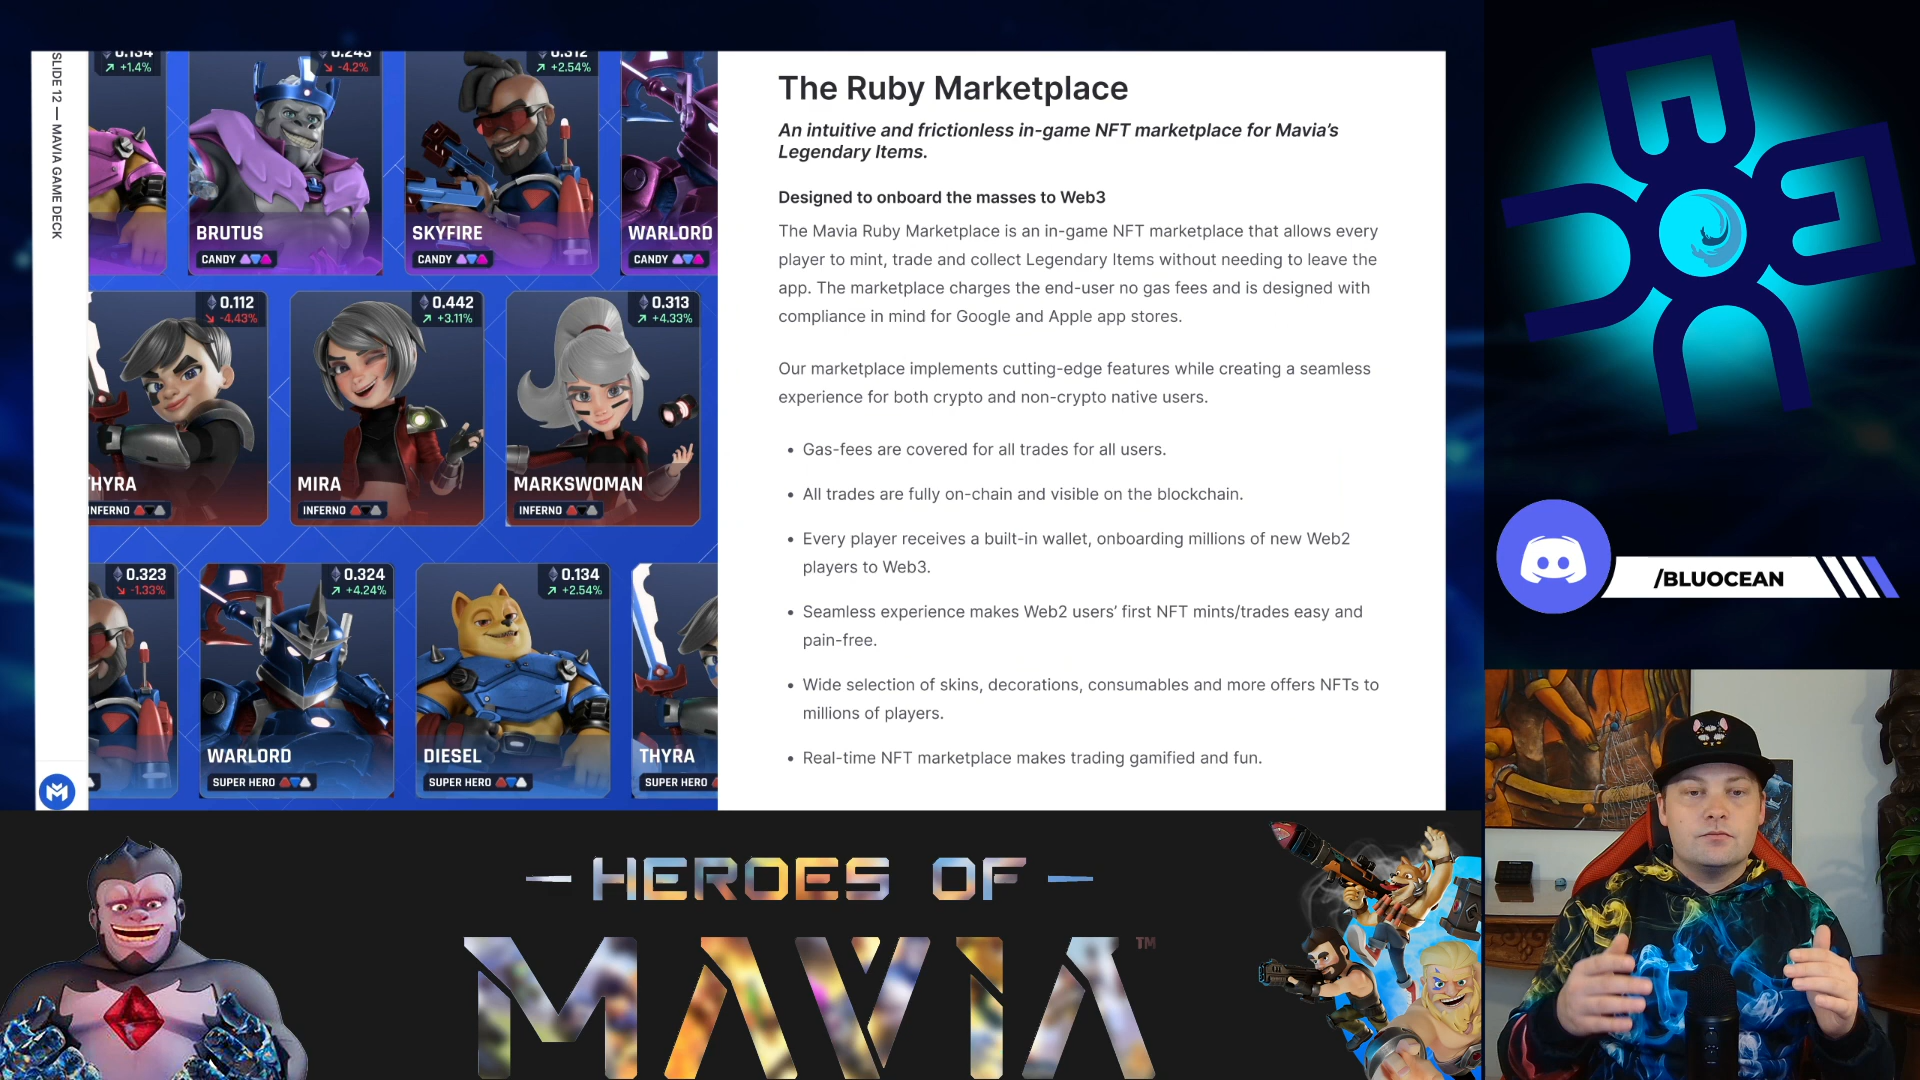 SLIDE 12 — MAVIA GAME DECK
0.134
+1.4%
0.243
-4.2%
BRUTUS
CANDY
0.312
+2.54%
SKYFIRE
CANDY
WARLORD
CANDY
0.112
-4.43%
THYRA
INFERNO
0.442
+3.11%
MIRA
INFERNO
0.313
+4.33%
MARKSWOMAN
INFERNO
0.323
-1.33%
0.324
+4.24%
WARLORD
SUPER HERO
0.134
+2.54%
DIESEL
SUPER HERO
THYRA
SUPER HERO
The Ruby Marketplace
An intuitive and frictionless in-game NFT marketplace for Mavia’s
Legendary Items.
Designed to onboard the masses to Web3
The Mavia Ruby Marketplace is an in-game NFT marketplace that allows every
player to mint, trade and collect Legendary Items without needing to leave the
app. The marketplace charges the end-user no gas fees and is designed with
compliance in mind for Google and Apple app stores.
Our marketplace implements cutting-edge features while creating a seamless
experience for both crypto and non-crypto native users.
• Gas-fees are covered for all trades for all users.
• All trades are fully on-chain and visible on the blockchain.
• Every player receives a built-in wallet, onboarding millions of new Web2
players to Web3.
• Seamless experience makes Web2 users’ first NFT mints/trades easy and
pain-free.
• Wide selection of skins, decorations, consumables and more offers NFTs to
millions of players.
• Real-time NFT marketplace makes trading gamified and fun.
/BLUOCEAN
HEROES OF
MAVIA™